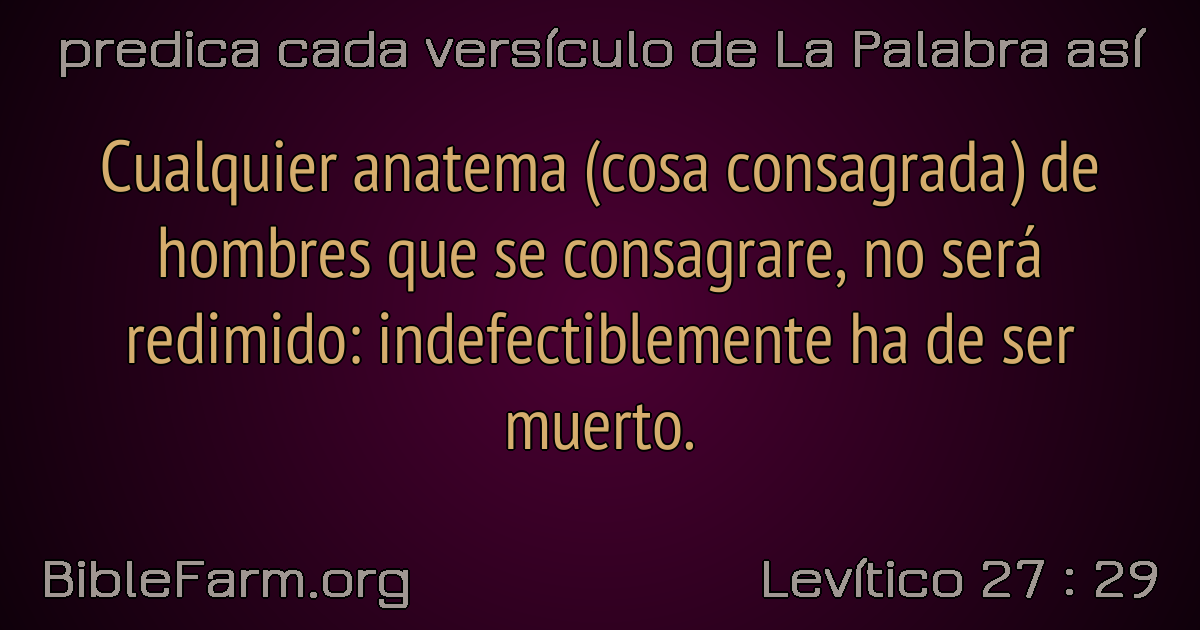 predica cada versículo de La Palabra así
Cualquier anatema (cosa consagrada) de
hombres que se consagrare, no será
redimido: indefectiblemente ha de ser
muerto.
BibleFarm.org
Levítico 27 : 29